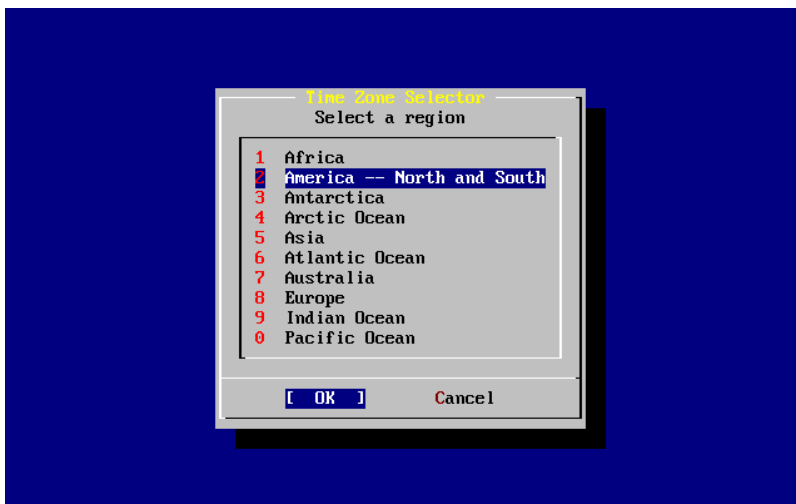 Time Zone Selector
Select a region
1 Africa
2 America -- North and South
3 Antarctica
4 Arctic Ocean
5 Asia
6 Atlantic Ocean
7 Australia
8 Europe
9 Indian Ocean
0 Pacific Ocean
[ OK ] Cancel